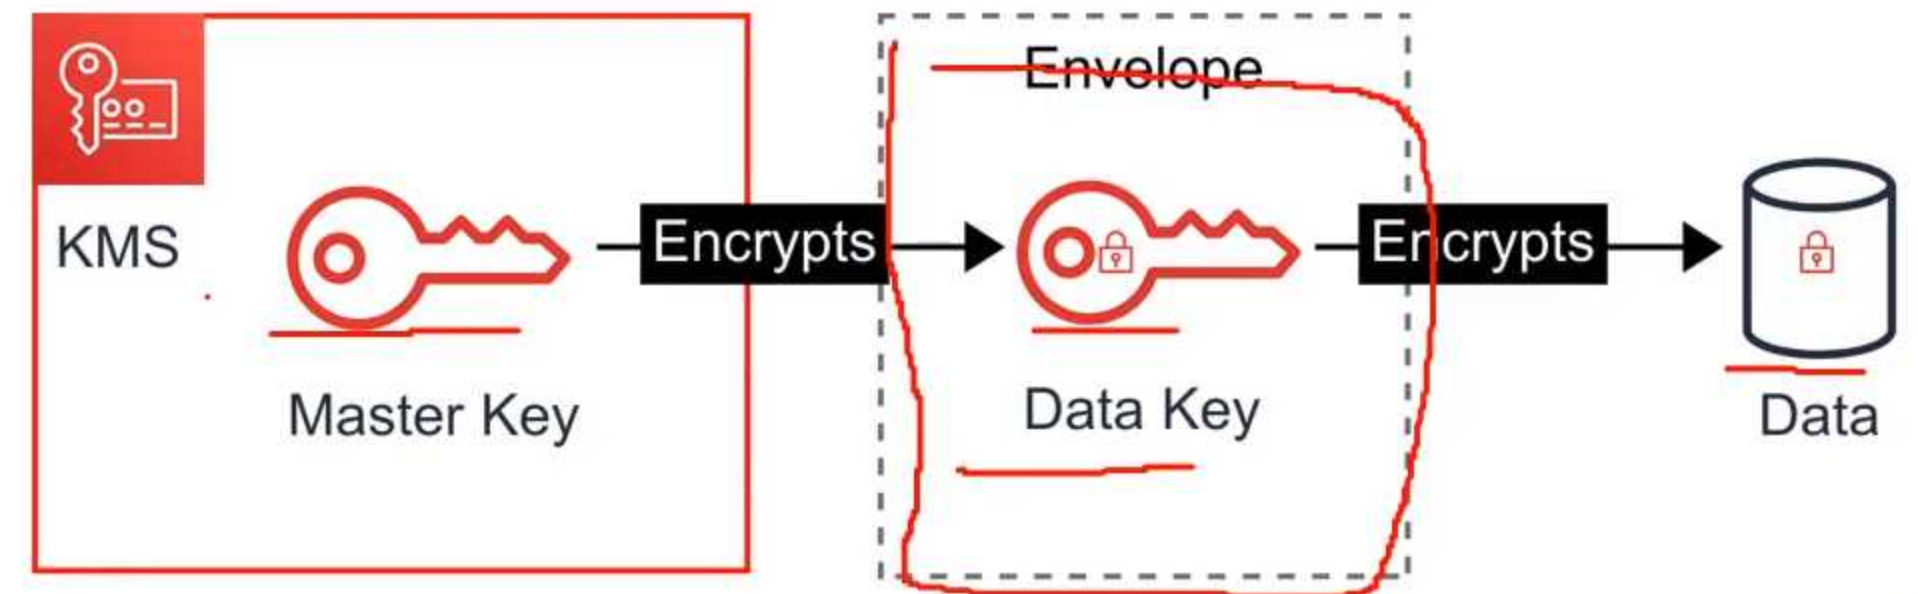 Envelope
KMS
Encrypts
Encrypts
Master Key
Data Key
Data